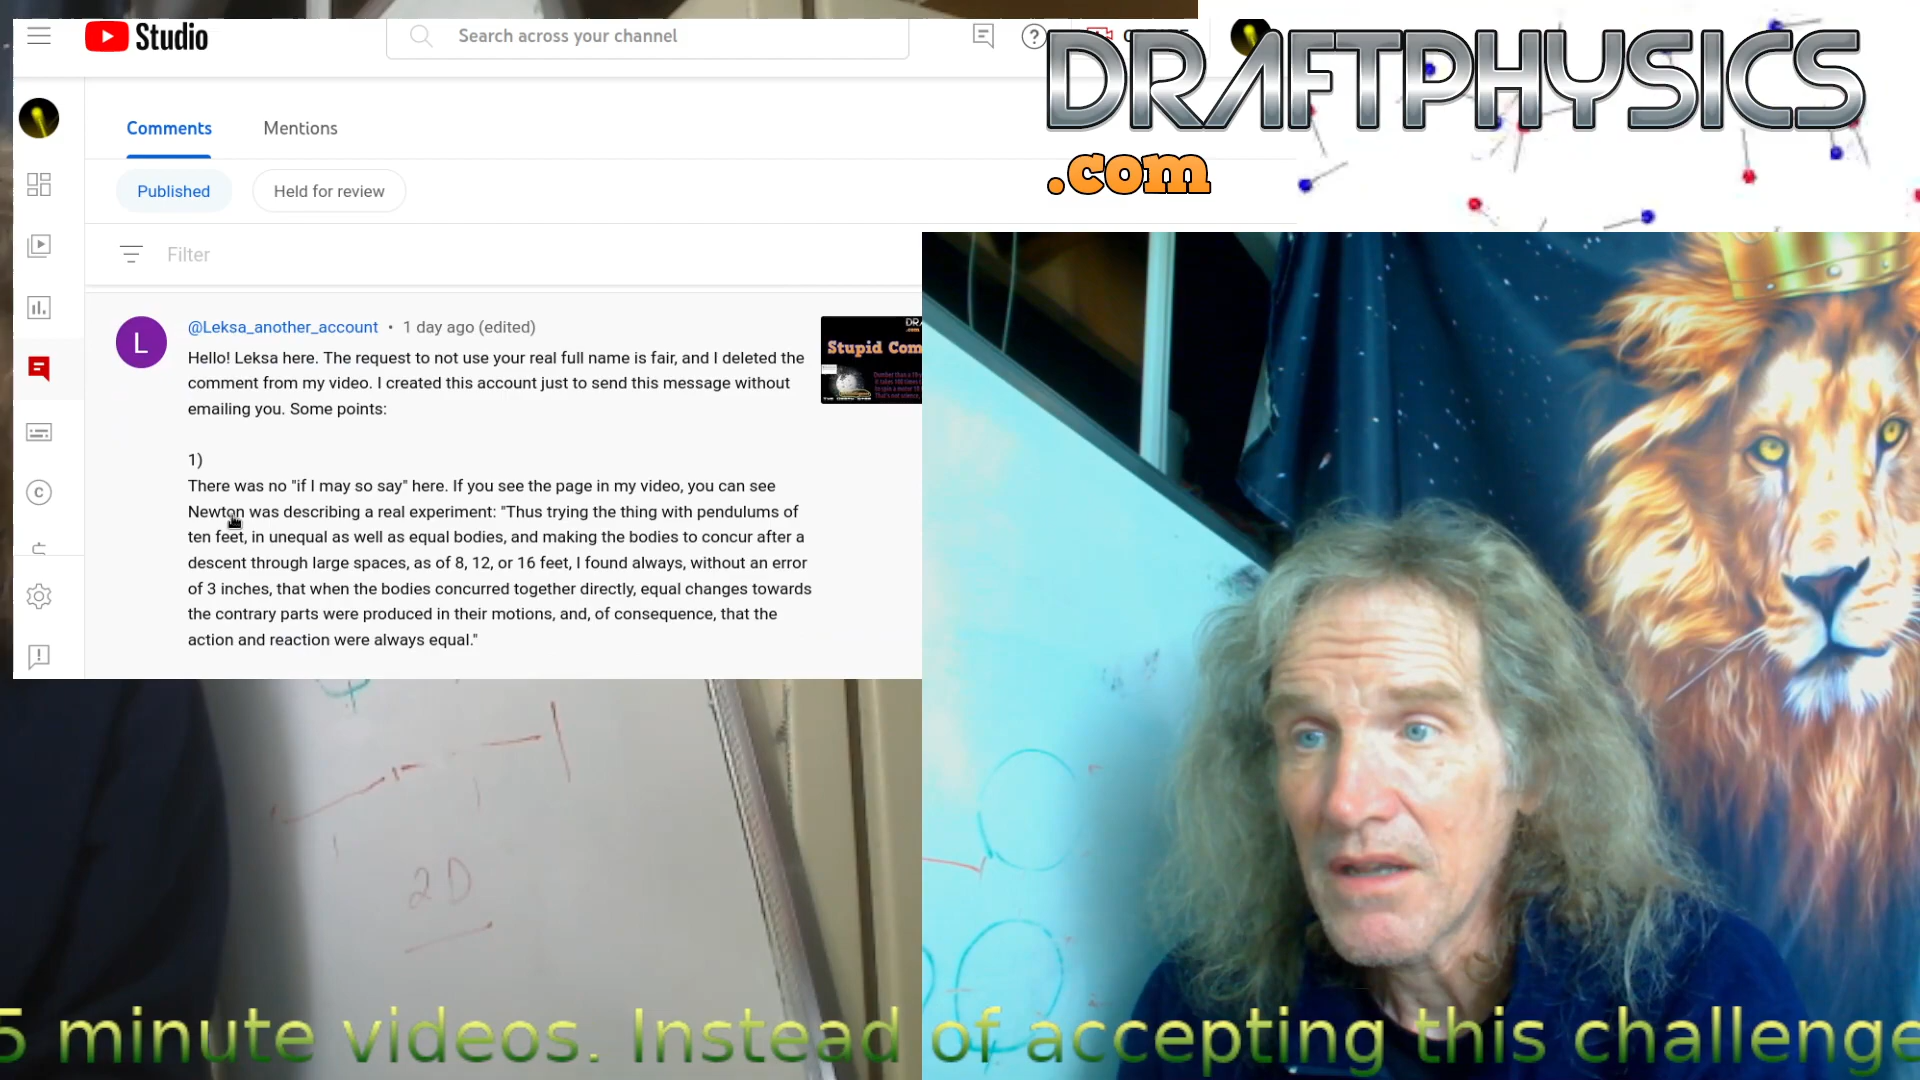 Studio
Search across your channel
DRAFTPHYSICS
.com
Comments
Mentions
Published
Held for review
Filter
L
@Leksa_another_account • 1 day ago (edited)
Hello! Leksa here. The request to not use your real full name is fair, and I deleted the
comment from my video. I created this account just to send this message without
emailing you. Some points:
1)
There was no "if I may so say" here. If you see the page in my video, you can see
Newton was describing a real experiment: "Thus trying the thing with pendulums of
ten feet, in unequal as well as equal bodies, and making the bodies to concur after a
descent through large spaces, as of 8, 12, or 16 feet, I found always, without an error
of 3 inches, that when the bodies concurred together directly, equal changes towards
the contrary parts were produced in their motions, and, of consequence, that the
action and reaction were always equal."
DRA
Stupid Com
2D
5 minute videos. Instead of accepting this challenge